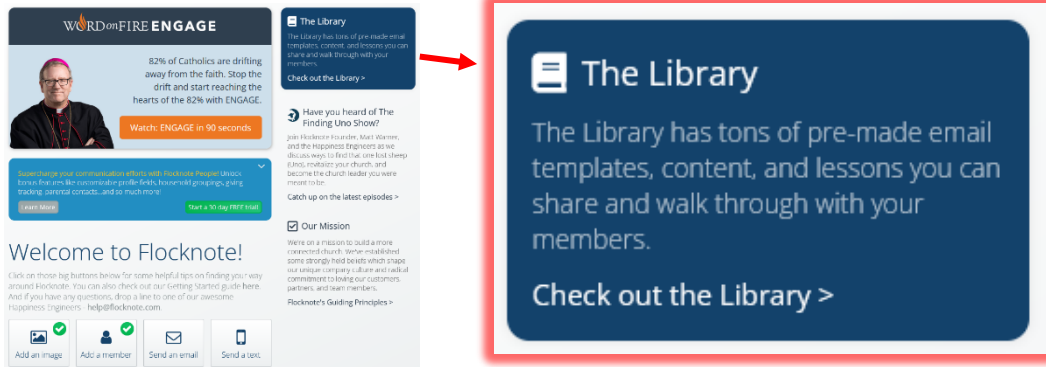 WORD on FIRE ENGAGE
82% of Catholics are drifting
away from the faith. Stop the
drift and start reaching the
hearts of the 82% with ENGAGE.
Watch: ENGAGE in 90 seconds
Supercharge your communication efforts with Flocknote People! Unlock
bonus features like customizable profile fields, household groupings, giving
tracking, parental contacts...and so much more!
Learn More
Start a 30 day FREE trial!
Welcome to Flocknote!
Click on those big buttons below for some helpful tips on finding your way
around Flocknote. You can also check out our Getting Started guide here.
And if you have any questions, drop a line to one of our awesome
Happiness Engineers - help@flocknote.com.
Add an image
Add a member
Send an email
Send a text
The Library
The Library has tons of pre-made email
templates, content, and lessons you can
share and walk through with your
members.
Check out the Library >
Have you heard of The
Finding Uno Show?
Join Flocknote Founder, Matt Warner,
and the Happiness Engineers as we
discuss ways to find that one lost sheep
(Uno), revitalize your church, and
become the church leader you were
meant to be.
Catch up on the latest episodes >
Our Mission
We're on a mission to build a more
connected church. We've established
some strongly held beliefs which shape
our unique company culture and radical
commitment to loving our customers,
partners, and team members.
Flocknote's Guiding Principles >
The Library
The Library has tons of pre-made email
templates, content, and lessons you can
share and walk through with your
members.
Check out the Library >